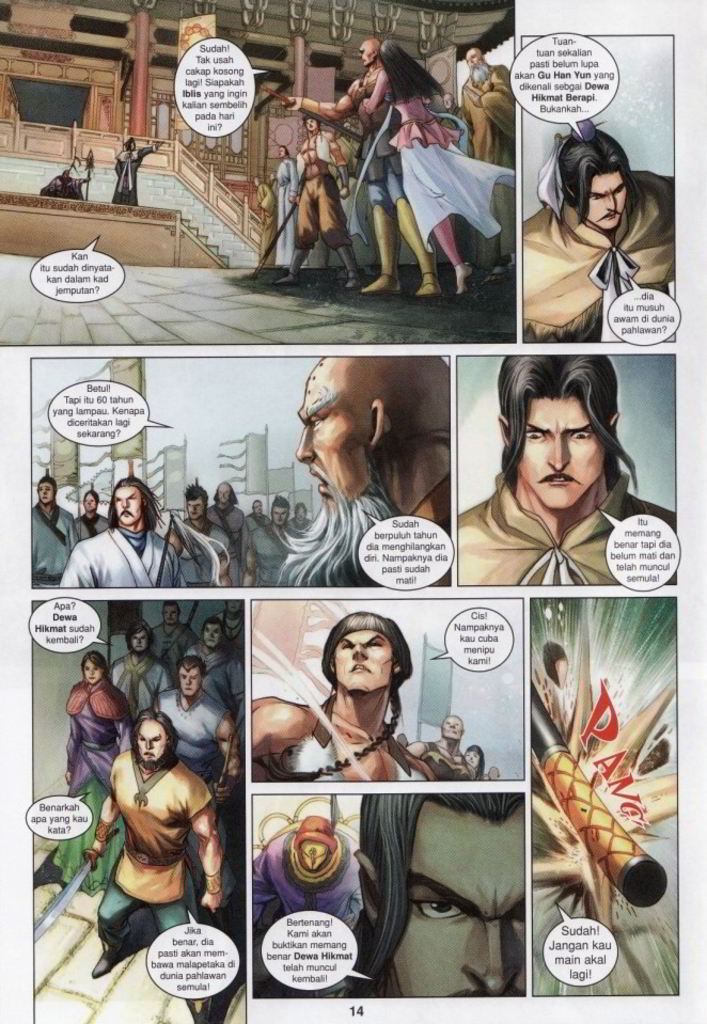 Sudah!
Tak usah
cakap kosong
lagi! Siapakah
Iblis yang ingin
kalian sembelih
pada hari
ini?
Kan
itu sudah dinyata-
kan dalam kad
jemputan?
Tuan-
tuan sekalian
pasti belum lupa
akan Gu Han Yun yang
dikenali sebgai Dewa
Hikmat Berapi.
Bukankah...
...dia
itu musuh
awam di dunia
pahlawan?
Betul!
Tapi itu 60 tahun
yang lampau. Kenapa
diceritakan lagi
sekarang?
Sudah
berpuluh tahun
dia menghilangkan
diri. Nampaknya dia
pasti sudah
mati!
Itu
memang
benar tapi dia
belum mati dan
telah muncul
semula!
Apa?
Dewa
Hikmat sudah
kembali?
Benarkah
apa yang kau
kata?
Jika
benar, dia
pasti akan mem-
bawa malapetaka di
dunia pahlawan
semula!
Cis!
Nampaknya
kau cuba
menipu
kami!
Bertenang!
Kami akan
buktikan memang
benar Dewa Hikmat
telah muncul
kembali!
PANG
Sudah!
Jangan kau
main akal
lagi!
14